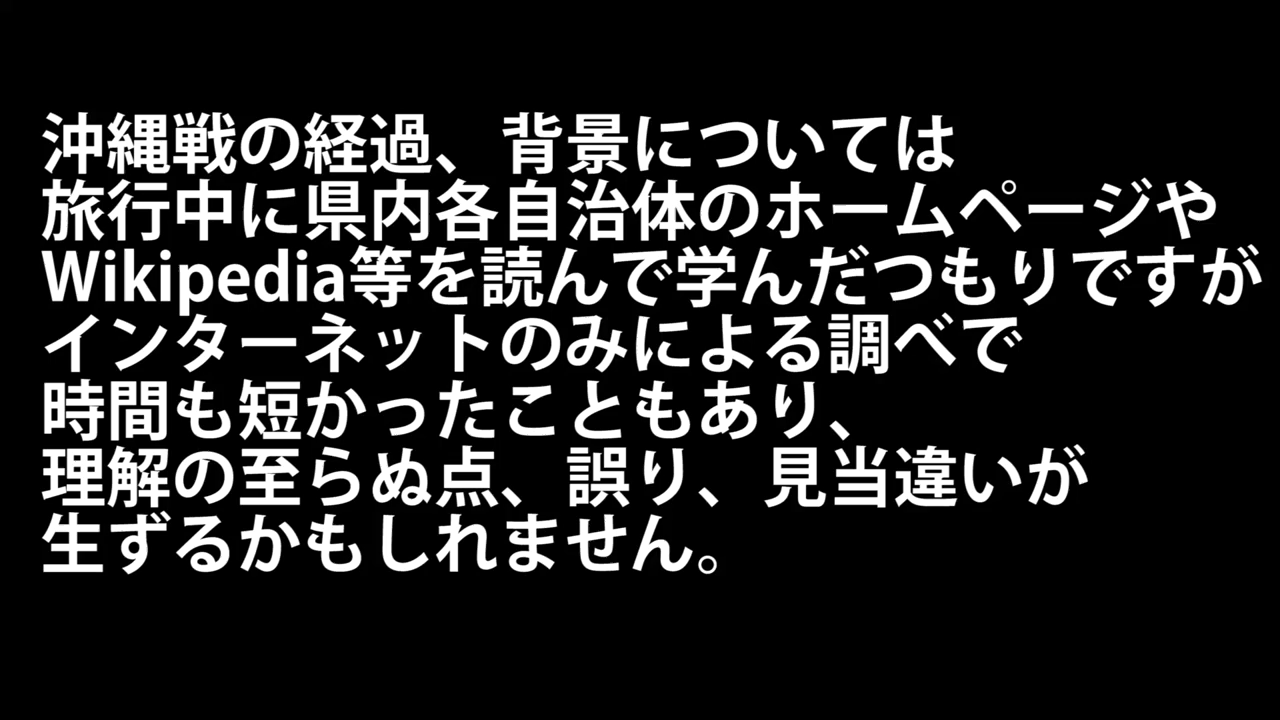 沖縄戦の経過、背景については
旅行中に県内各自治体のホームページや
Wikipedia等を読んで学んだつもりですが
インターネットのみによる調べで
時間も短かったこともあり、
理解の至らぬ点、誤り、見当違いが
生ずるかもしれません。